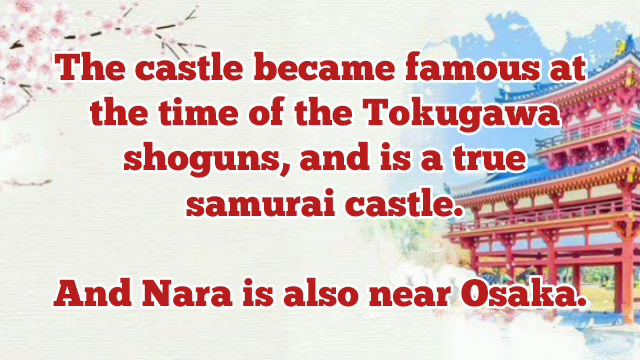 The castle became famous at
the time of the Tokugawa
shoguns, and is a true
samurai castle.
And Nara is also near Osaka.